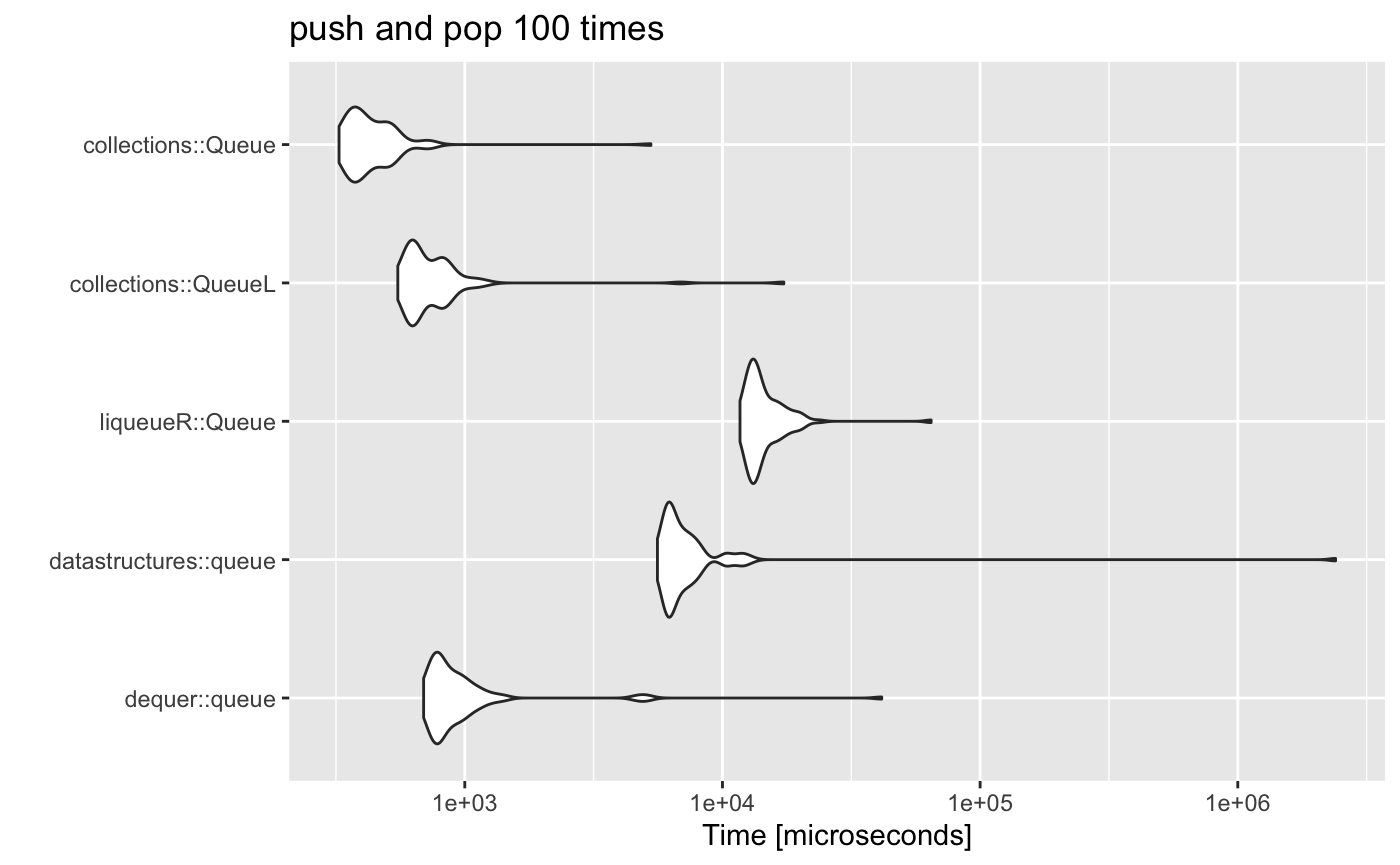 push and pop 100 times
collections::Queue
collections::QueueL
liqueueR::Queue
datastructures::queue
dequer::queue
1e+03 1e+04 1e+05 1e+06
Time [microseconds]